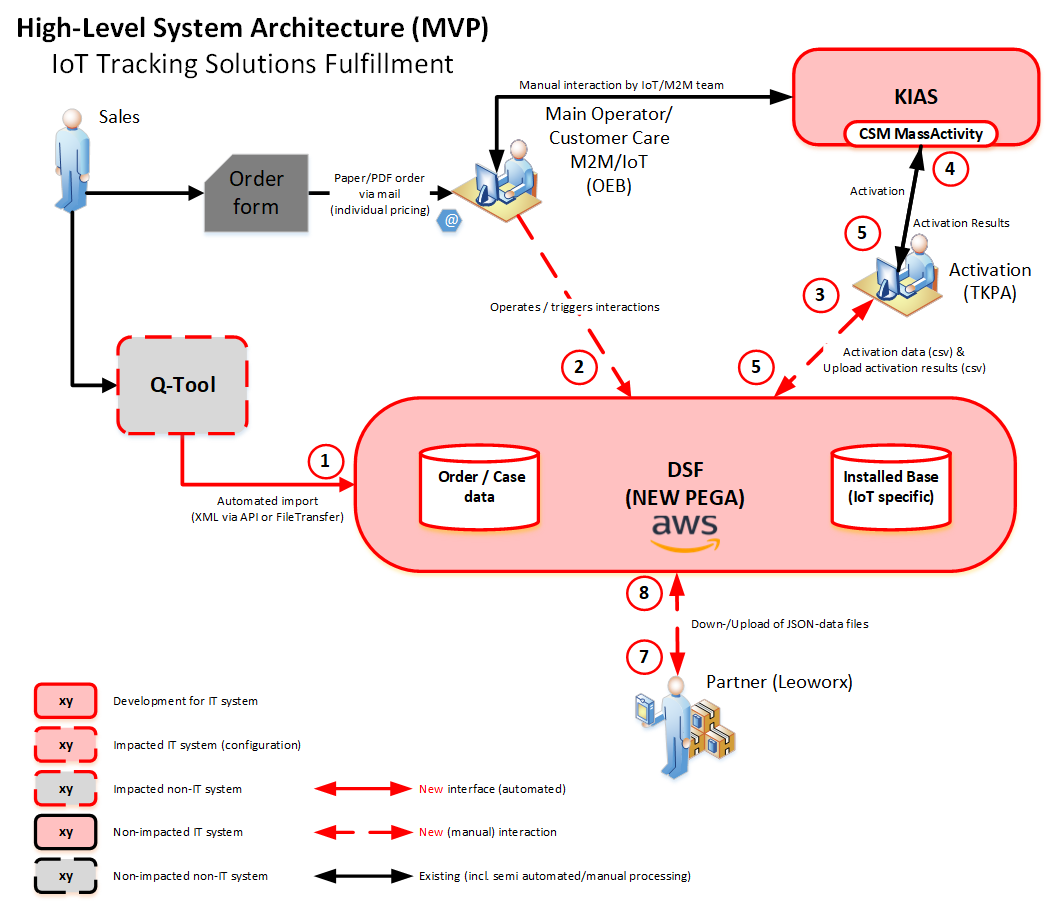 High-Level System Architecture (MVP)
IoT Tracking Solutions Fulfillment
Sales
Order
form
Paper/PDF order
via mail
(individual pricing)
@
Manual interaction by IoT/M2M team
Main Operator/
Customer Care
M2M/IoT
(OEB)
KIAS
CSM MassActivity
4
Activation
Activation Results
5
Activation
(TKPA)
3
Operates / triggers interactions
2
5
Activation data (csv) &
Upload activation results (csv)
Q-Tool
1
Automated import
(XML via API or FileTransfer)
Order / Case
data
DSF
(NEW PEGA)
aws
Installed Base
(IoT specific)
8
Down-/Upload of JSON-data files
7
Partner (Leoworx)
xy
Development for IT system
xy
Impacted IT system (configuration)
xy
Impacted non-IT system
New interface (automated)
xy
Non-impacted IT system
New (manual) interaction
xy
Non-impacted non-IT system
Existing (incl. semi automated/manual processing)